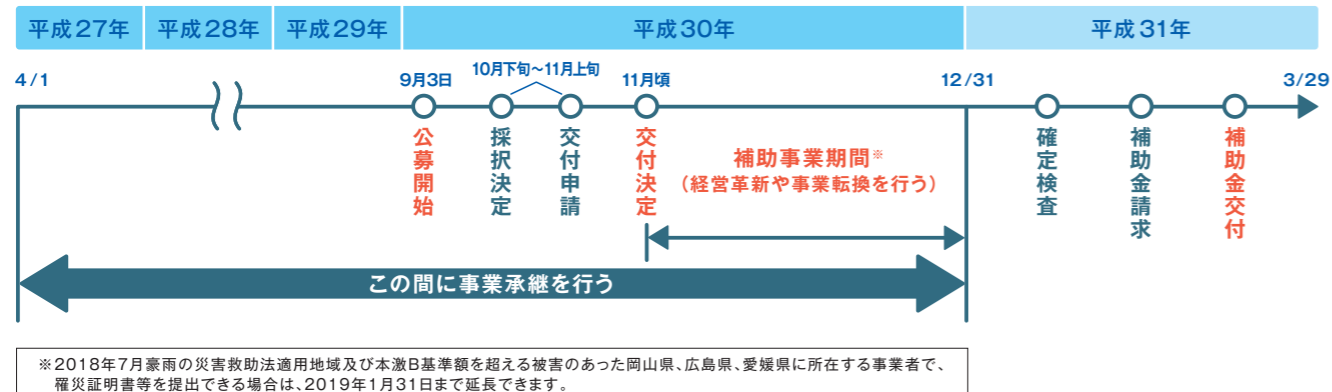 平成27年 平成28年 平成29年 平成30年 平成31年
4/1 9月3日 10月下旬～11月上旬 11月頃 12/31 3/29
公募開始
採択決定
交付申請
交付決定
補助事業期間※
（経営革新や事業転換を行う）
確定検査
補助金請求
補助金交付
この間に事業承継を行う
※2018年7月豪雨の災害救助法適用地域及び本激B基準額を超える被害のあった岡山県、広島県、愛媛県に所在する事業者で、
罹災証明書等を提出できる場合は、2019年1月31日まで延長できます。